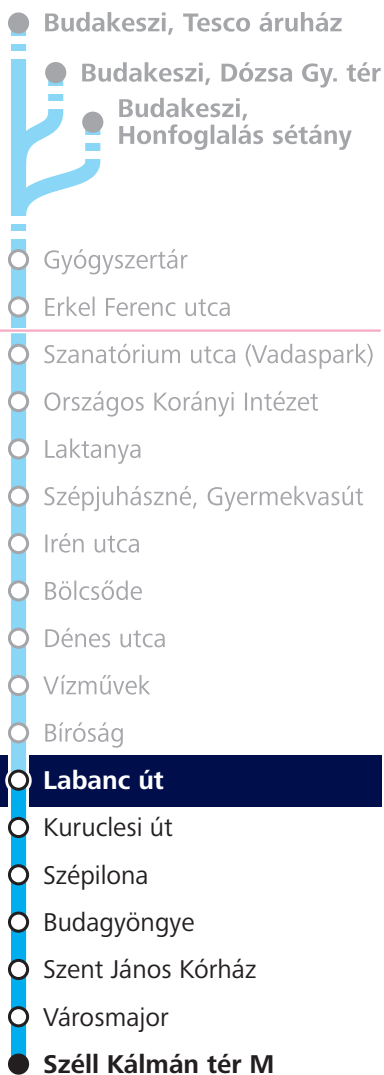 Budakeszi, Tesco áruház
Budakeszi, Dózsa Gy. tér
Budakeszi,
Honfoglalás sétány
Gyógyszertár
Erkel Ferenc utca
Szanatórium utca (Vadaspark)
Országos Korányi Intézet
Laktanya
Szépjuhászné, Gyermekvasút
Irén utca
Bölcsőde
Dénes utca
Vízművek
Bíróság
Labanc út
Kuruclesi út
Szépilona
Budagyöngye
Szent János Kórház
Városmajor
Széll Kálmán tér M